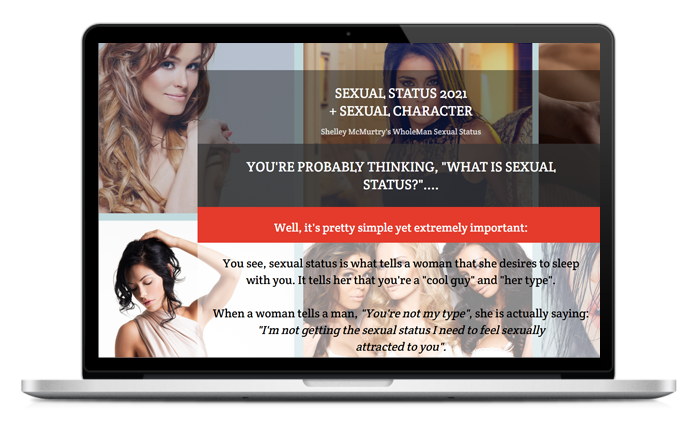 SEXUAL STATUS 2021
+ SEXUAL CHARACTER
Shelley McMurtry's WholeMan Sexual Status
YOU'RE PROBABLY THINKING, "WHAT IS SEXUAL
STATUS?"....
Well, it's pretty simple yet extremely important:
You see, sexual status is what tells a woman that she desires to sleep
with you. It tells her that you're a "cool guy" and "her type".
When a woman tells a man, "You're not my type", she is actually saying:
"I'm not getting the sexual status I need to feel sexually
attracted to you".